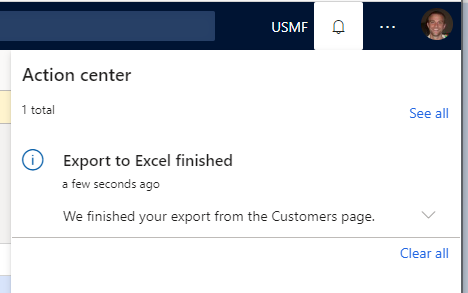 USMF
Action center
1 total
See all
Export to Excel finished
a few seconds ago
We finished your export from the Customers page.
Clear all